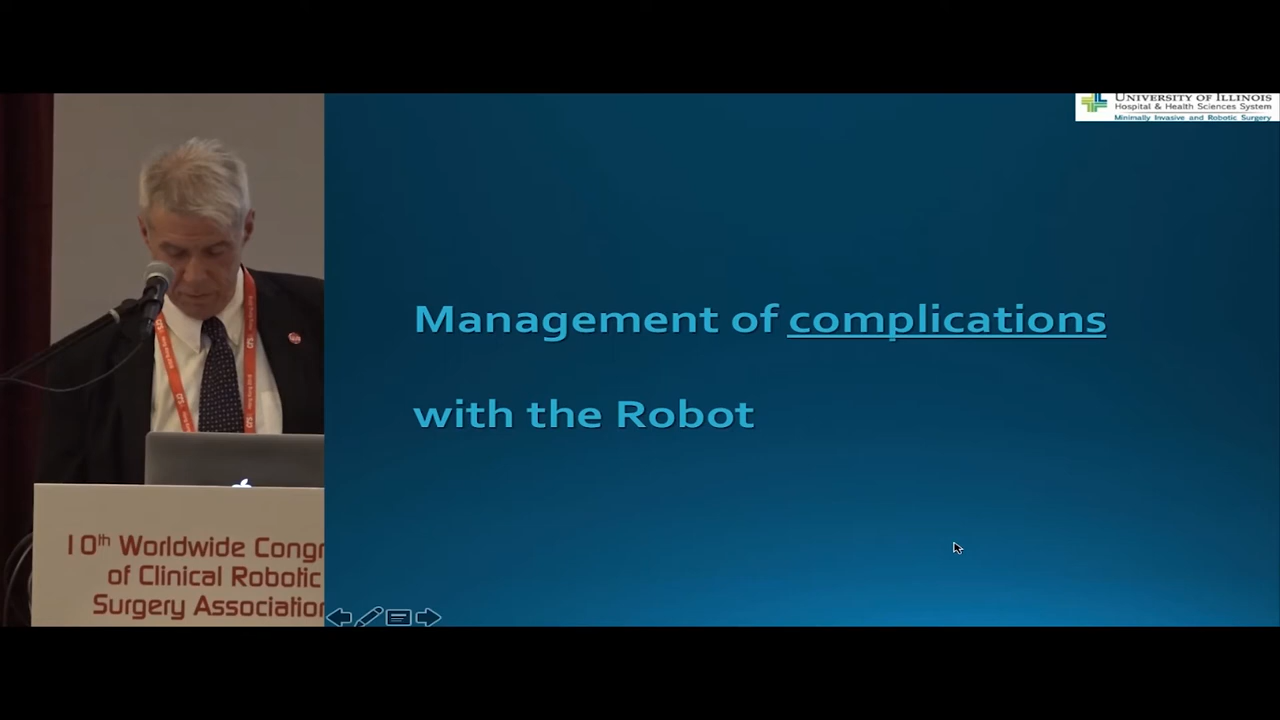 UNIVERSITY OF ILLINOIS
Hospital & Health Sciences System
Minimally Invasive and Robotic Surgery
Management of complications
with the Robot
10th Worldwide Congr
of Clinical Robotic
Surgery Association